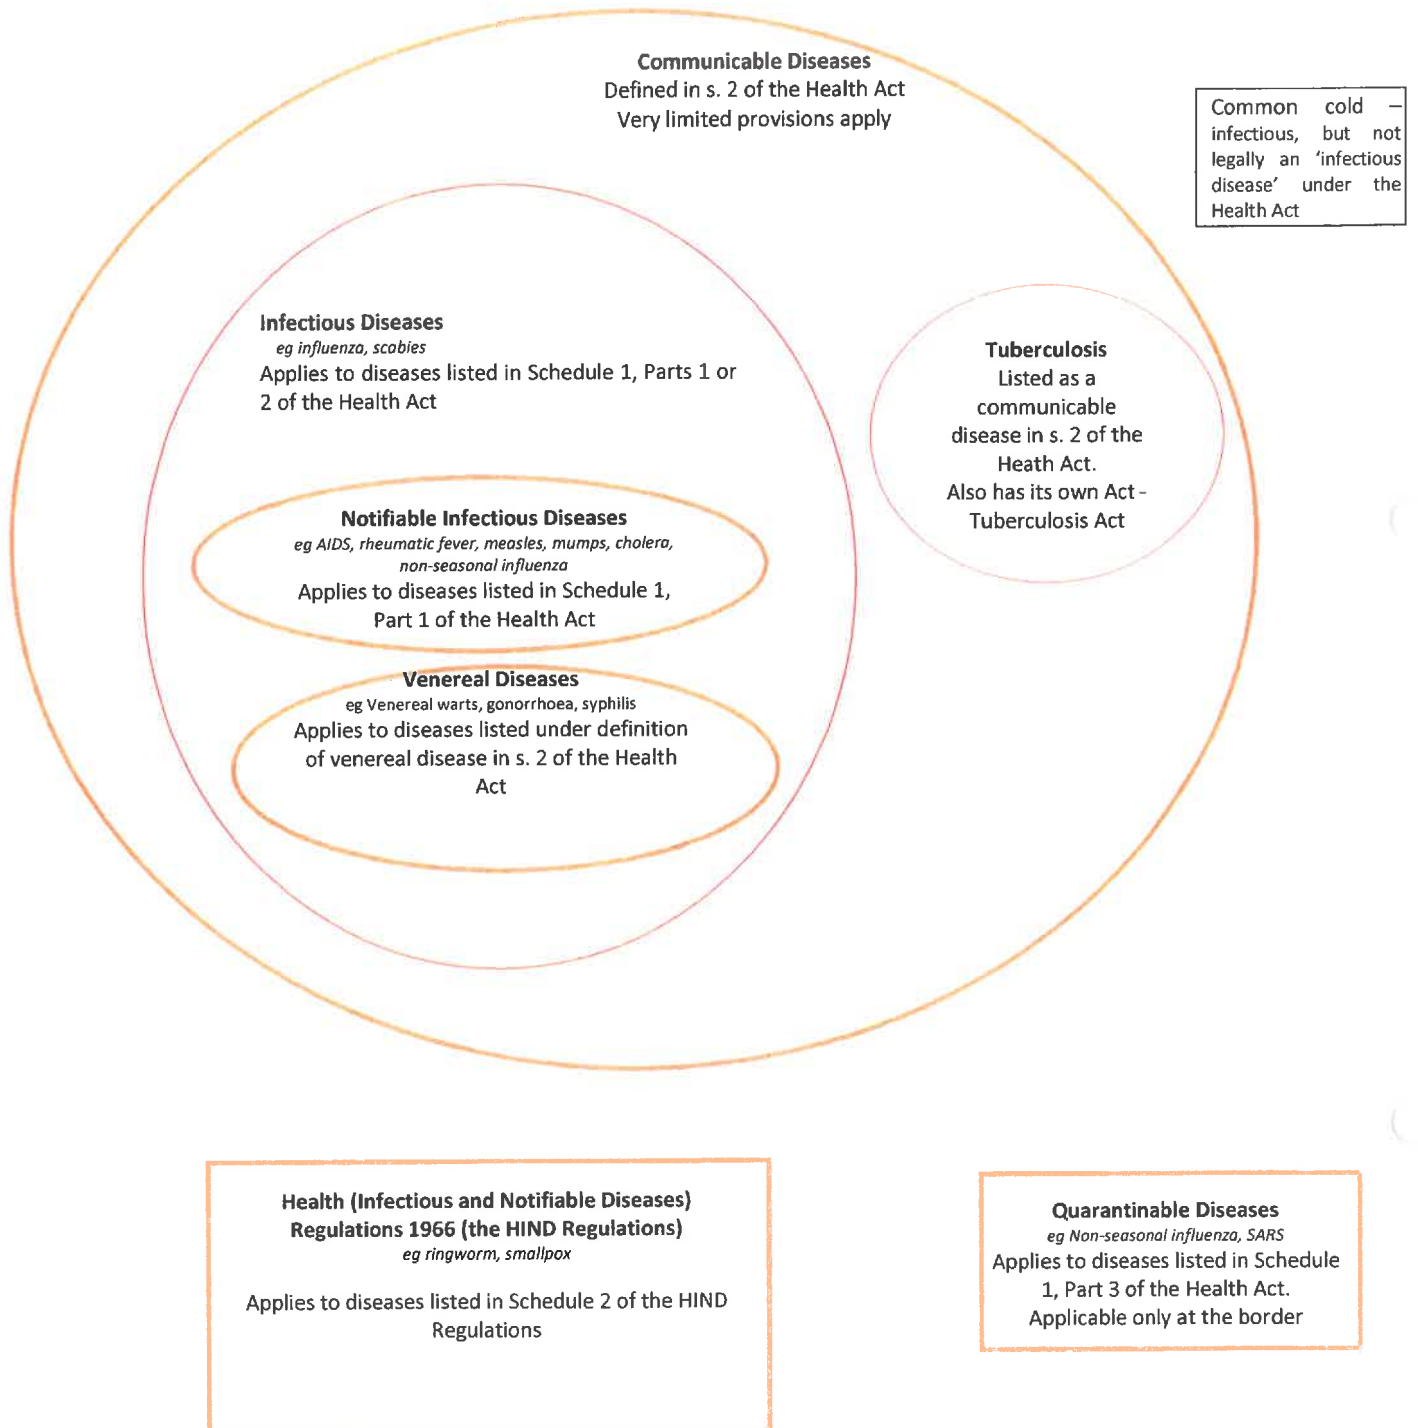 Communicable Diseases
Defined in s. 2 of the Health Act
Very limited provisions apply
Common cold –
infectious, but not
legally an 'infectious
disease' under the
Health Act
Infectious Diseases
eg influenza, scabies
Applies to diseases listed in Schedule 1, Parts 1 or
2 of the Health Act
Tuberculosis
Listed as a
communicable
disease in s. 2 of the
Heath Act.
Also has its own Act -
Tuberculosis Act
Notifiable Infectious Diseases
eg AIDS, rheumatic fever, measles, mumps, cholera,
non-seasonal influenza
Applies to diseases listed in Schedule 1,
Part 1 of the Health Act
Venereal Diseases
eg Venereal warts, gonorrhoea, syphilis
Applies to diseases listed under definition
of venereal disease in s. 2 of the Health
Act
Health (Infectious and Notifiable Diseases)
Regulations 1966 (the HIND Regulations)
eg ringworm, smallpox
Applies to diseases listed in Schedule 2 of the HIND
Regulations
Quarantinable Diseases
eg Non-seasonal influenza, SARS
Applies to diseases listed in Schedule
1, Part 3 of the Health Act.
Applicable only at the border